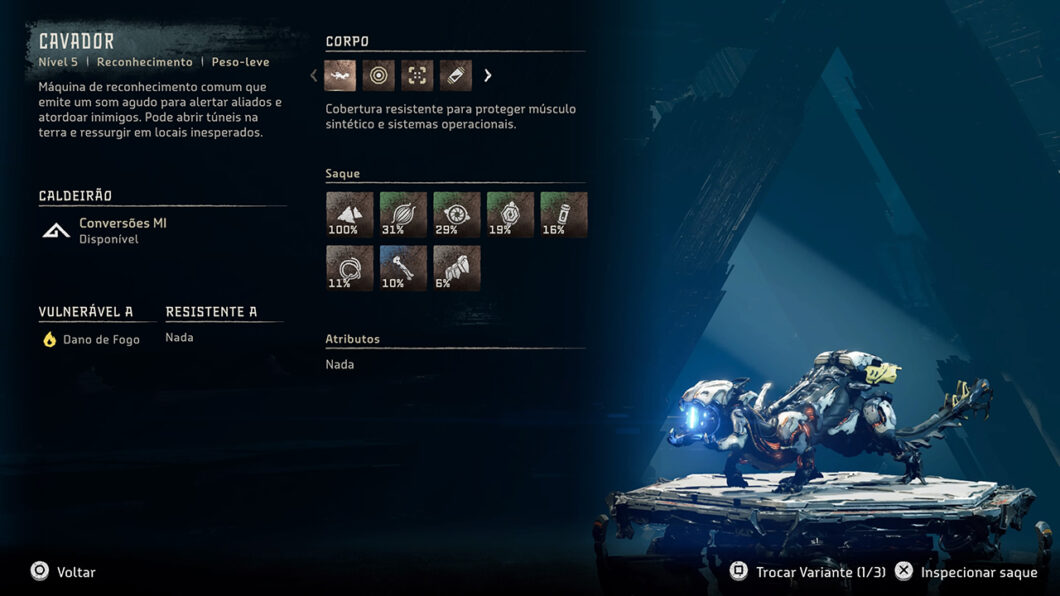 CAVADOR
Nível 5 | Reconhecimento | Peso-leve
Máquina de reconhecimento comum que
emite um som agudo para alertar aliados e
atordoar inimigos. Pode abrir túneis na
terra e ressurgir em locais inesperados.
CALDEIRÃO
Conversões MI
Disponível
VULNERÁVEL A
Dano de Fogo
RESISTENTE A
Nada
CORPO
Cobertura resistente para proteger músculo
sintético e sistemas operacionais.
Saque
100% 31% 29% 19% 16%
11% 10% 6%
Atributos
Nada
Voltar
Trocar Variante (1/3) Inspecionar saque